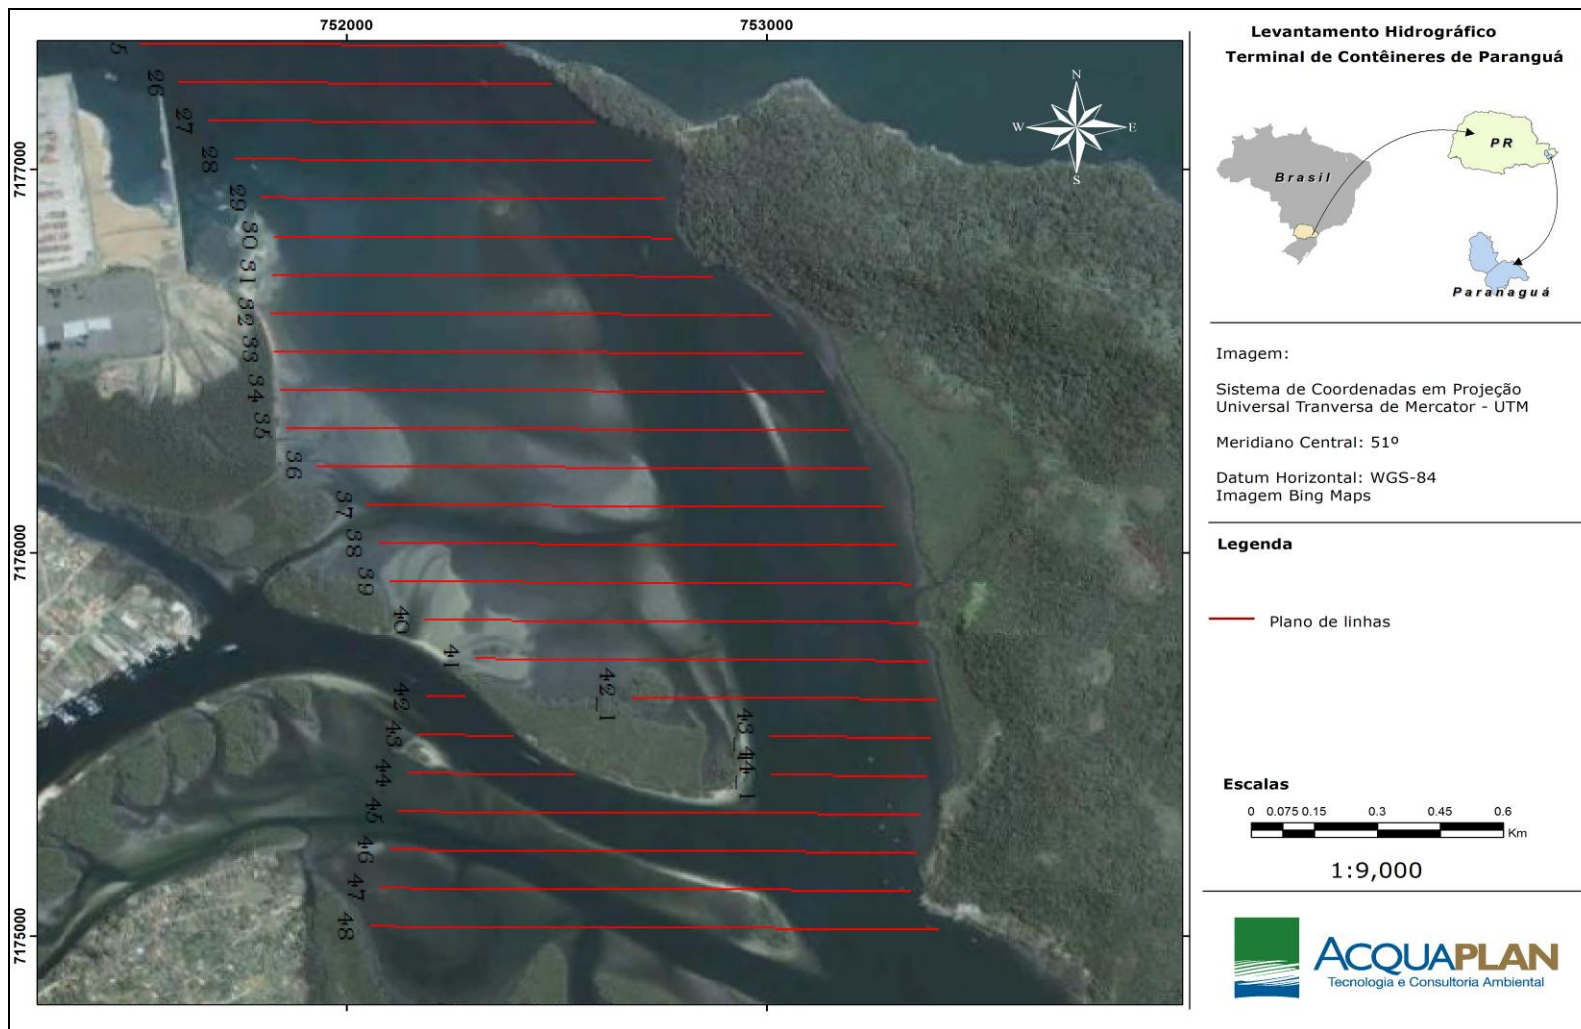 752000
753000
7177000
7176000
7175000
5
26
27
28
29
30
31
32
33
34
35
36
37
38
39
40
41
42
42_1
43
43_1
44
44_1
45
46
47
48
N
W
E
S
Levantamento Hidrográfico
Terminal de Contêineres de Paranguá
Brasil
PR
Paranaguá
Imagem:
Sistema de Coordenadas em Projeção
Universal Tranversa de Mercator - UTM
Meridiano Central: 51º
Datum Horizontal: WGS-84
Imagem Bing Maps
Legenda
Plano de linhas
Escalas
0 0.075 0.15 0.3 0.45 0.6
Km
1:9,000
ACQUAPLAN
Tecnologia e Consultoria Ambiental